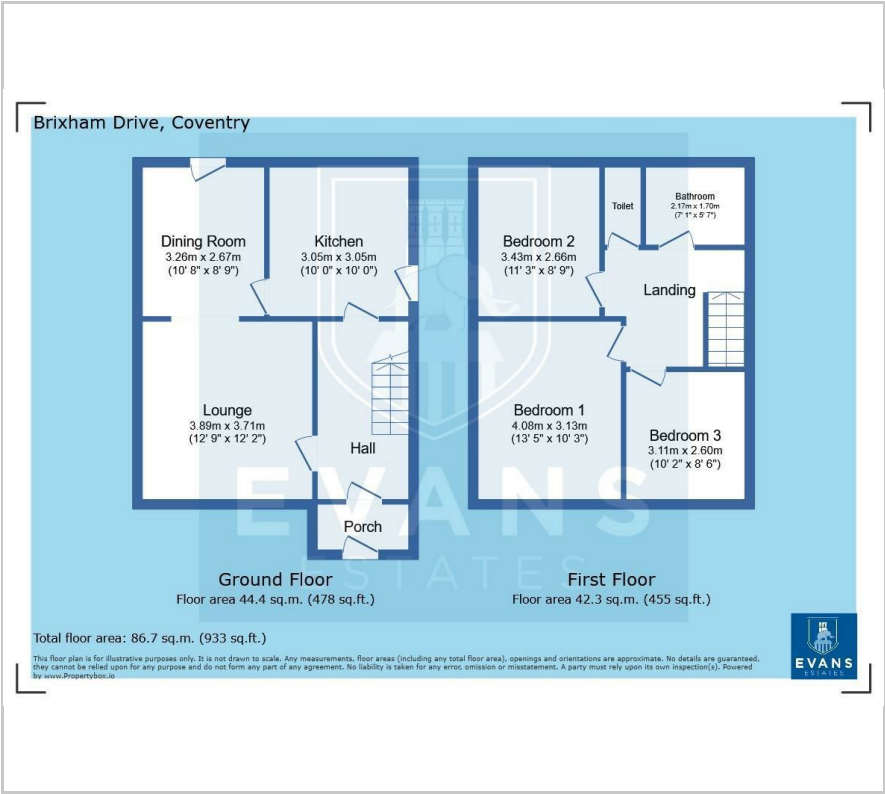 Brixham Drive, Coventry
Dining Room
3.26m x 2.67m
(10' 8" x 8' 9")
Kitchen
3.05m x 3.05m
(10' 0" x 10' 0")
Lounge
3.89m x 3.71m
(12' 9" x 12' 2")
Hall
Porch
Bedroom 2
3.43m x 2.66m
(11' 3" x 8' 9")
Toilet
Bathroom
2.17m x 1.70m
(7' 1" x 5' 7")
Landing
Bedroom 1
4.08m x 3.13m
(13' 5" x 10' 3")
Bedroom 3
3.11m x 2.60m
(10' 2" x 8' 6")
EVANS
ESTATES
Ground Floor
Floor area 44.4 sq.m. (478 sq.ft.)
First Floor
Floor area 42.3 sq.m. (455 sq.ft.)
Total floor area: 86.7 sq.m. (933 sq.ft.)
This floor plan is for illustrative purposes only. It is not drawn to scale. Any measurements, floor areas (including any total floor area), openings and orientations are approximate. No details are guaranteed,
they cannot be relied upon for any purpose and do not form any part of any agreement. No liability is taken for any error, omission or misstatement. A party must rely upon its own inspection(s). Powered
by www.Propertybox.io
EVANS
ESTATES